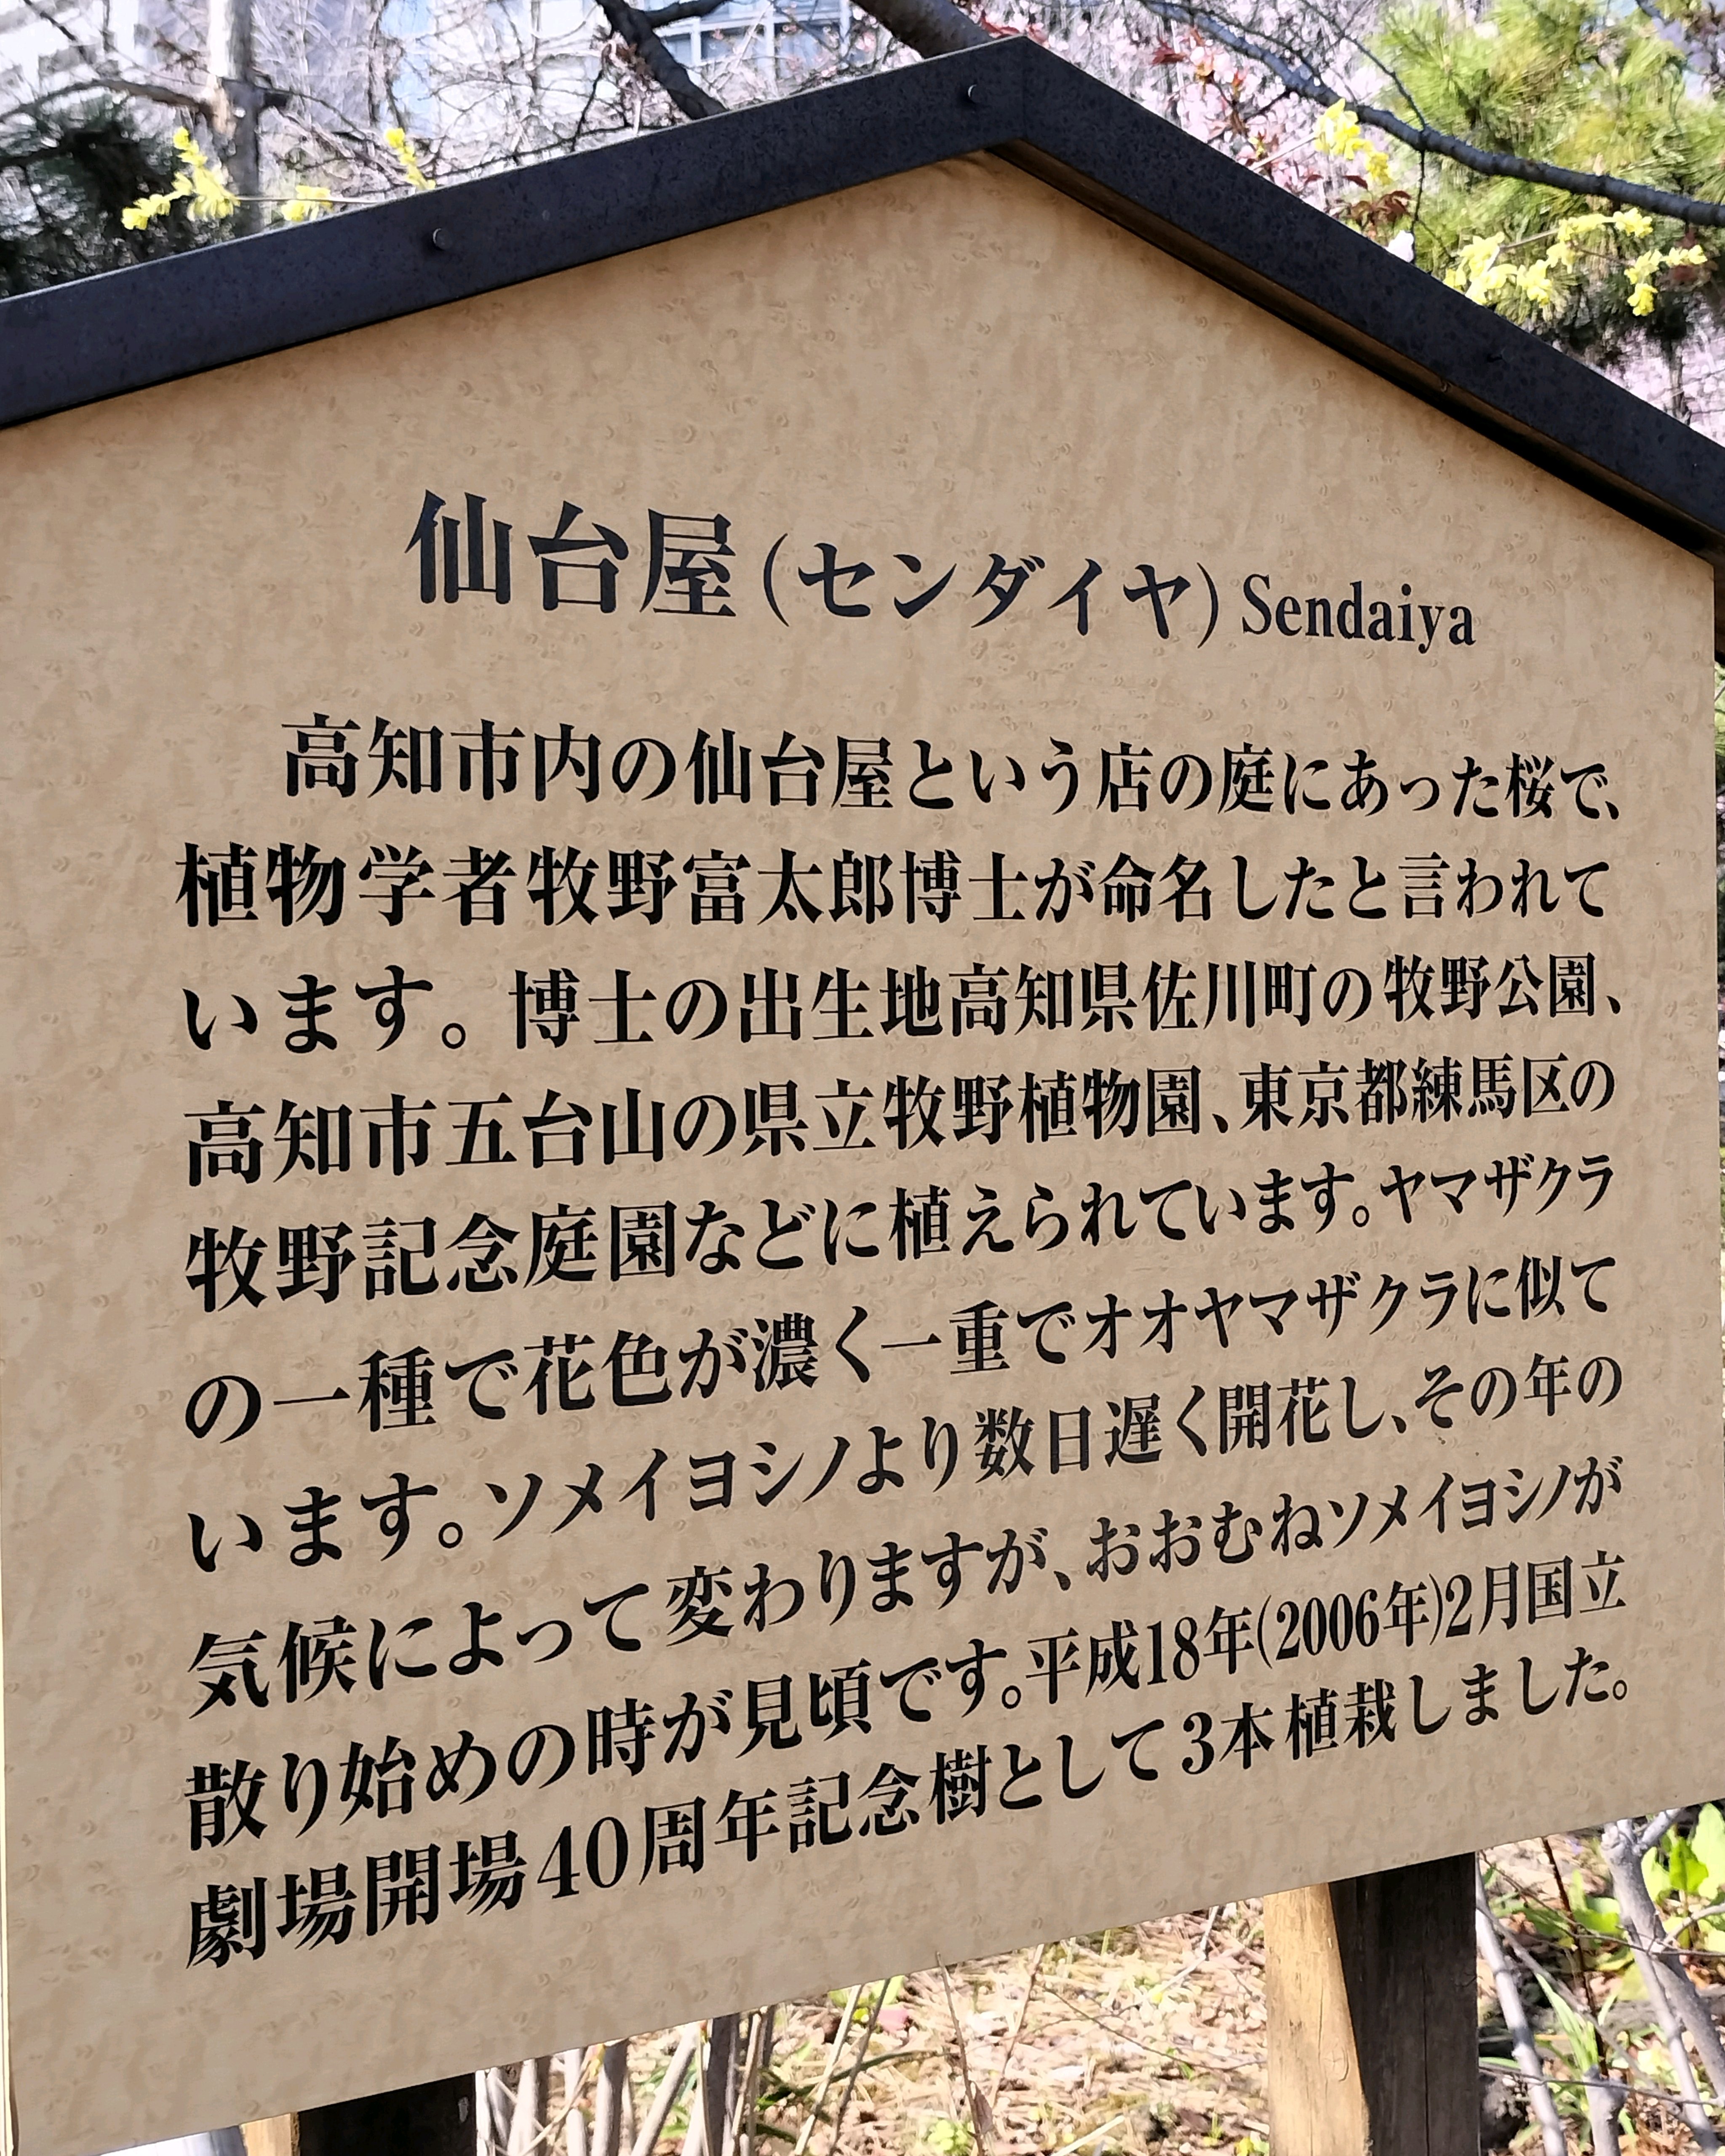 仙台屋(センダイヤ) Sendaiya
高知市内の仙台屋という店の庭にあった桜で、
植物学者牧野富太郎博士が命名したと言われて
います。博士の出生地高知県佐川町の牧野公園、
高知市五台山の県立牧野植物園、東京都練馬区の
牧野記念庭園などに植えられています。ヤマザクラ
の一種で花色が濃く一重でオオヤマザクラに似て
います。ソメイヨシノより数日遅く開花し、その年の
気候によって変わりますが、おおむねソメイヨシノが
散り始めの時が見頃です。平成18年(2006年)2月国立
劇場開場40周年記念樹として3本植栽しました。